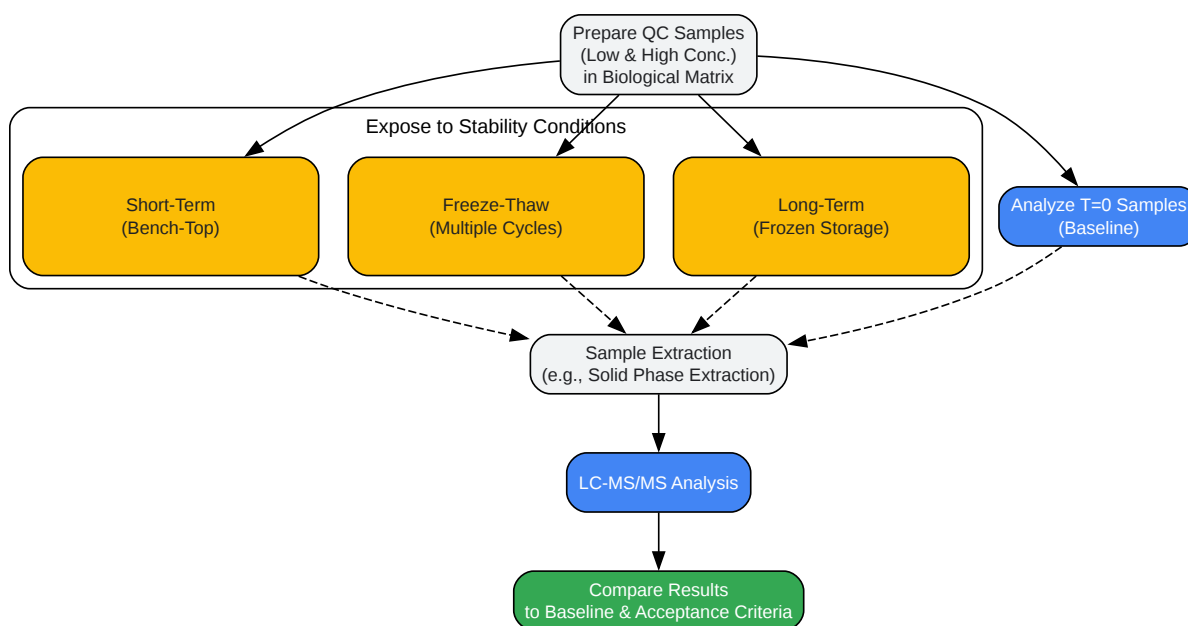 Prepare QC Samples
(Low & High Conc.)
in Biological Matrix
Expose to Stability Conditions
Short-Term
(Bench-Top)
Freeze-Thaw
(Multiple Cycles)
Long-Term
(Frozen Storage)
Analyze T=0 Samples
(Baseline)
Sample Extraction
(e.g., Solid Phase Extraction)
LC-MS/MS Analysis
Compare Results
to Baseline & Acceptance Criteria